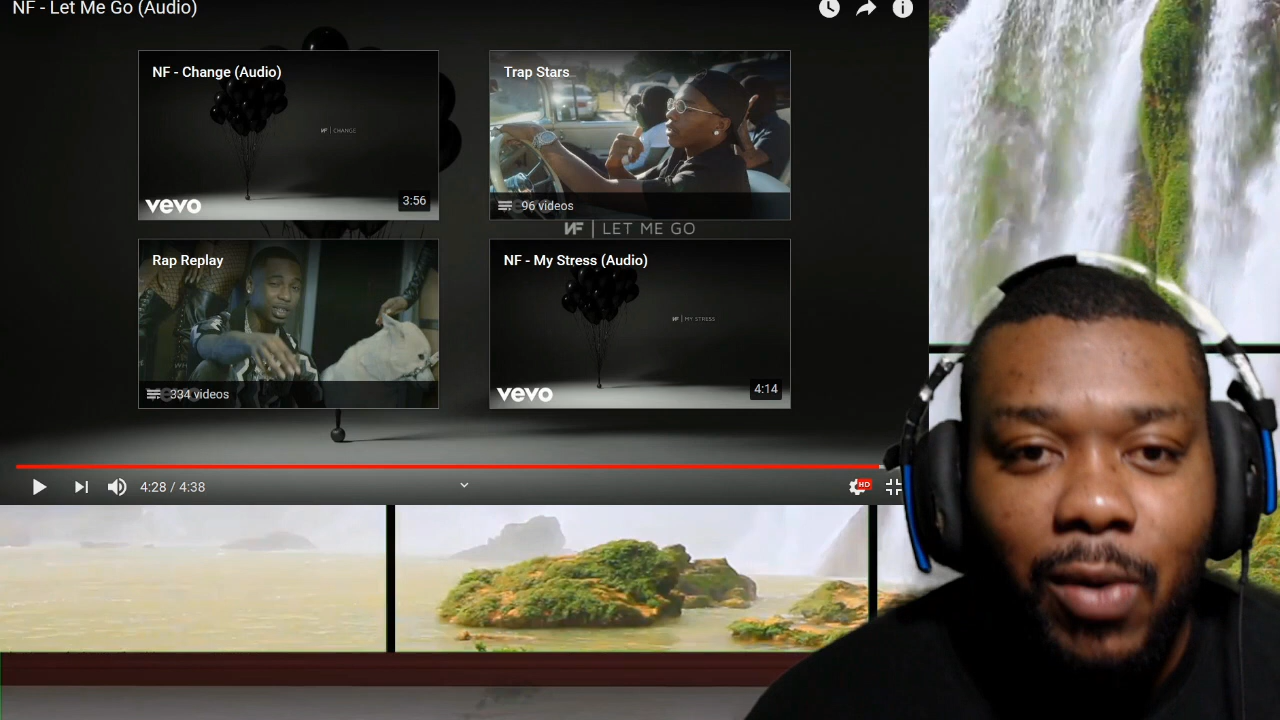 NF - Let Me Go (Audio)
NF - Change (Audio)
NF | CHANGE
vevo
3:56
Trap Stars
96 videos
NF | LET ME GO
Rap Replay
334 videos
NF - My Stress (Audio)
NF | MY STRESS
vevo
4:14
4:28 / 4:38
HD